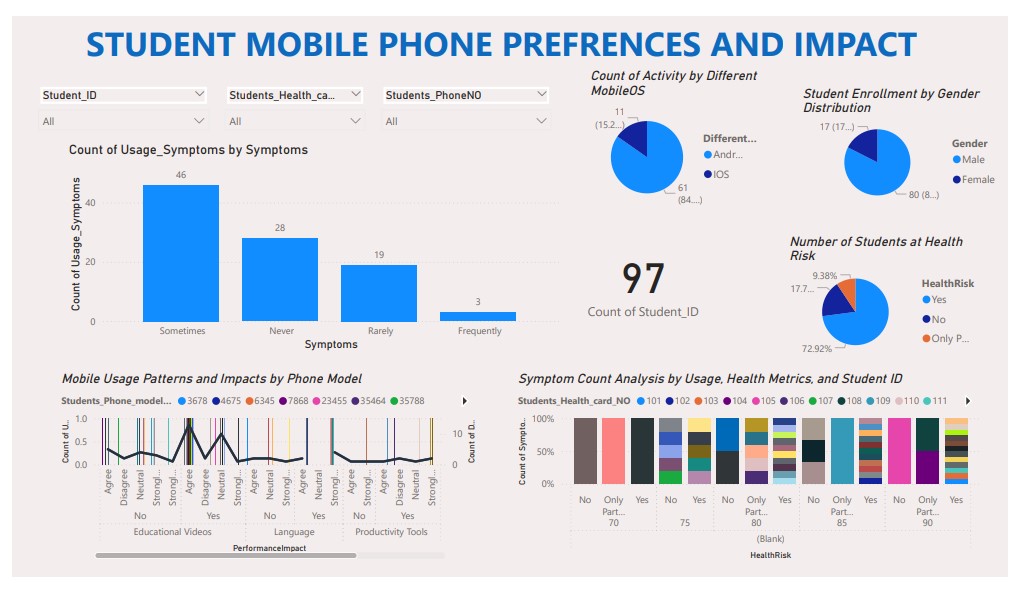 STUDENT MOBILE PHONE PREFRENCES AND IMPACT
Student_ID
Students_Health_ca...
Students_PhoneNO
All
All
All
Count of Activity by Different
MobileOS
11
(15.2...)
61
(84....)
Different...
Andr...
IOS
Student Enrollment by Gender
Distribution
17 (17...)
80 (8...)
Gender
Male
Female
Count of Usage_Symptoms by Symptoms
Count of Usage_Symptoms
40
20
0
46
28
19
3
Sometimes
Never
Rarely
Frequently
Symptoms
97
Count of Student_ID
Number of Students at Health
Risk
9.38%
17.7...
72.92%
HealthRisk
Yes
No
Only P...
Mobile Usage Patterns and Impacts by Phone Model
Students_Phone_model... 3678 4675 6345 7868 23455 35464 35788
Count of U..
1.0
0.5
0.0
Count of D..
10
0
Agree Disagree Neutral Strongl... Agree Disagree Neutral Strongl... Agree Neutral Strongl... Agree Neutral Strongl... Agree Agree Neutral Strongl...
No Yes No Yes No Yes
Educational Videos Language Productivity Tools
PerformanceImpact
Symptom Count Analysis by Usage, Health Metrics, and Student ID
Students_Health_card_NO 101 102 103 104 105 106 107 108 109 110 111
Count of Sympto..
100%
50%
0%
No Only Part... Yes No Yes No Only Part... Yes No Only Part... Yes No Only Part... Yes
70 75 80 85 90
(Blank)
HealthRisk